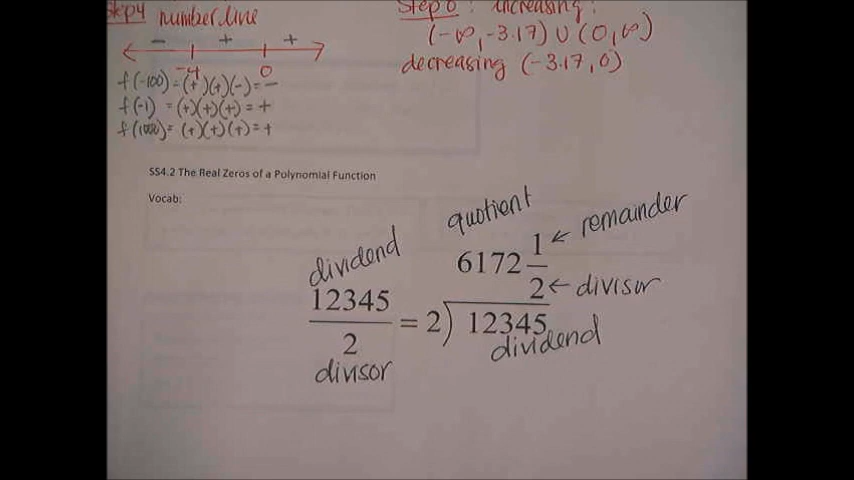 Step4 number line
Step 6: increasing:
(-∞, -3.17) ∪ (0, ∞)
decreasing (-3.17, 0)
- + +
-4 0
f(-100) = (+)(+)(-) = -
f(-1) = (+)(+)(+) = +
f(1000) = (+)(+)(+) = +
SS4.2 The Real Zeros of a Polynomial Function
Vocab:
quotient
6172 1/2
← remainder
← divisor
dividend
12345/2 = 2) 12345
divisor
dividend